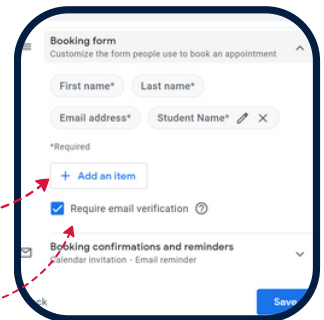 Booking form
Customize the form people use to book an appointment
First name* Last name*
Email address* Student Name*
*Required
+ Add an item
Require email verification
Booking confirmations and reminders
Calendar invitation · Email reminder
Save